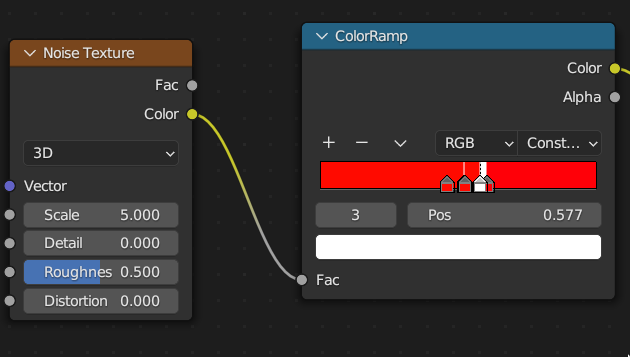 Noise Texture
Fac
Color
3D
Vector
Scale 5.000
Detail 0.000
Roughnes 0.500
Distortion 0.000
ColorRamp
Color
Alpha
RGB Const...
3 Pos 0.577
Fac